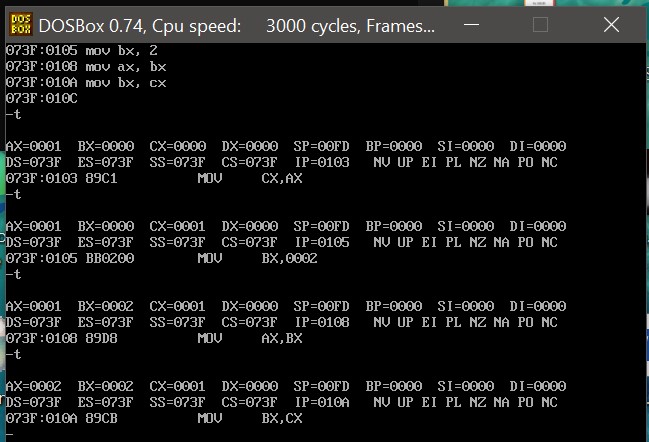 DOS
BOX
DOSBox 0.74, Cpu speed: 3000 cycles, Frames...
073F:0105 mov bx, 2
073F:0108 mov ax, bx
073F:010A mov bx, cx
073F:010C
-t
AX=0001 BX=0000 CX=0000 DX=0000 SP=00FD BP=0000 SI=0000 DI=0000
DS=073F ES=073F SS=073F CS=073F IP=0103 NV UP EI PL NZ NA PO NC
073F:0103 89C1 MOV CX,AX
-t
AX=0001 BX=0000 CX=0001 DX=0000 SP=00FD BP=0000 SI=0000 DI=0000
DS=073F ES=073F SS=073F CS=073F IP=0105 NV UP EI PL NZ NA PO NC
073F:0105 BB0200 MOV BX,0002
-t
AX=0001 BX=0002 CX=0001 DX=0000 SP=00FD BP=0000 SI=0000 DI=0000
DS=073F ES=073F SS=073F CS=073F IP=0108 NV UP EI PL NZ NA PO NC
073F:0108 89D8 MOV AX,BX
-t
AX=0002 BX=0002 CX=0001 DX=0000 SP=00FD BP=0000 SI=0000 DI=0000
DS=073F ES=073F SS=073F CS=073F IP=010A NV UP EI PL NZ NA PO NC
073F:010A 89CB MOV BX,CX
-